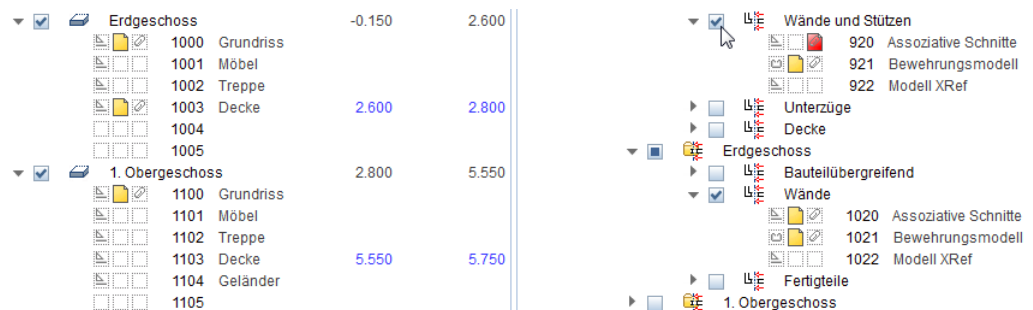 Erdgeschoss -0.150 2.600
1000 Grundriss
1001 Möbel
1002 Treppe
1003 Decke 2.600 2.800
1004
1005
1. Obergeschoss 2.800 5.550
1100 Grundriss
1101 Möbel
1102 Treppe
1103 Decke 5.550 5.750
1104 Geländer
1105
Wände und Stützen
920 Assoziative Schnitte
921 Bewehrungsmodell
922 Modell XRef
Unterzüge
Decke
Erdgeschoss
Bauteilübergreifend
Wände
1020 Assoziative Schnitte
1021 Bewehrungsmodell
1022 Modell XRef
Fertigteile
1. Obergeschoss